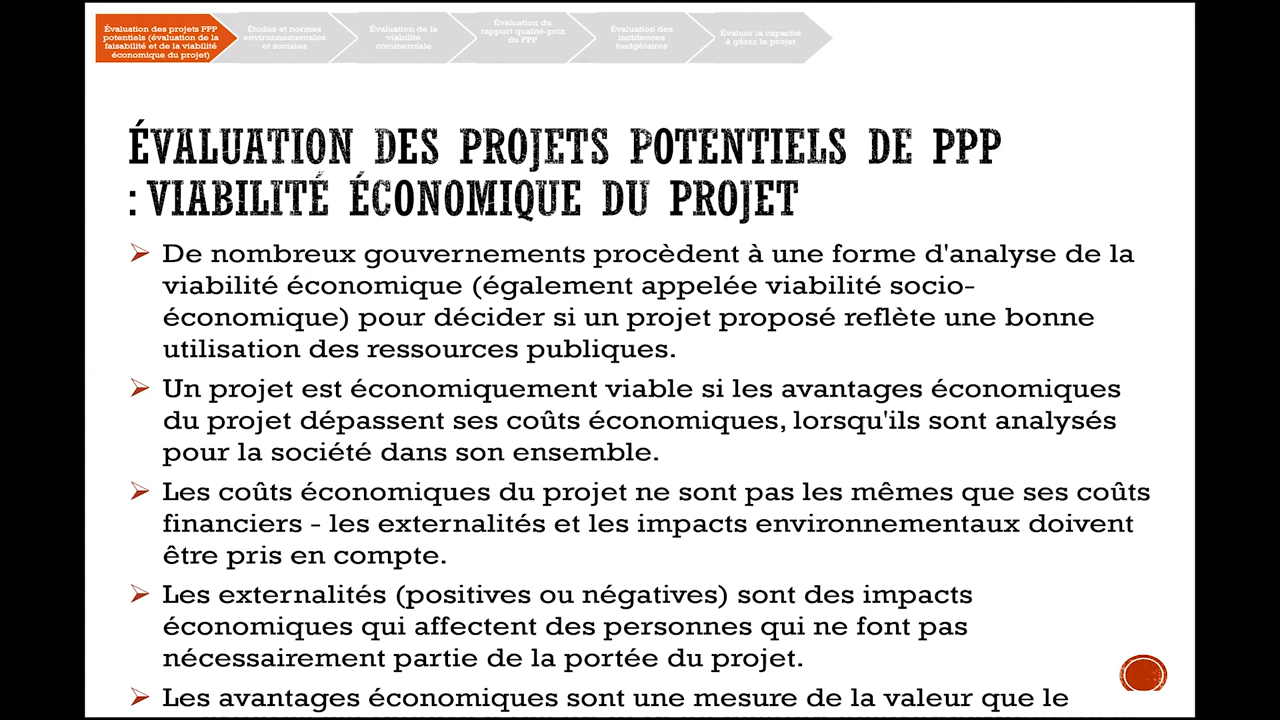 Évaluation des projets PPP
potentiels (évaluation de la
faisabilité et de la viabilité
économique du projet)
Études et normes
environnementales
et sociales
Évaluation de la
viabilité
commerciale
Évaluation du
rapport qualité-prix
du PPP
Évaluation des
incidences
budgétaires
Évaluer la capacité
à gérer le projet
ÉVALUATION DES PROJETS POTENTIELS DE PPP
: VIABILITÉ ÉCONOMIQUE DU PROJET
De nombreux gouvernements procèdent à une forme d'analyse de la
viabilité économique (également appelée viabilité socio-
économique) pour décider si un projet proposé reflète une bonne
utilisation des ressources publiques.
Un projet est économiquement viable si les avantages économiques
du projet dépassent ses coûts économiques, lorsqu'ils sont analysés
pour la société dans son ensemble.
Les coûts économiques du projet ne sont pas les mêmes que ses coûts
financiers - les externalités et les impacts environnementaux doivent
être pris en compte.
Les externalités (positives ou négatives) sont des impacts
économiques qui affectent des personnes qui ne font pas
nécessairement partie de la portée du projet.
Les avantages économiques sont une mesure de la valeur que le